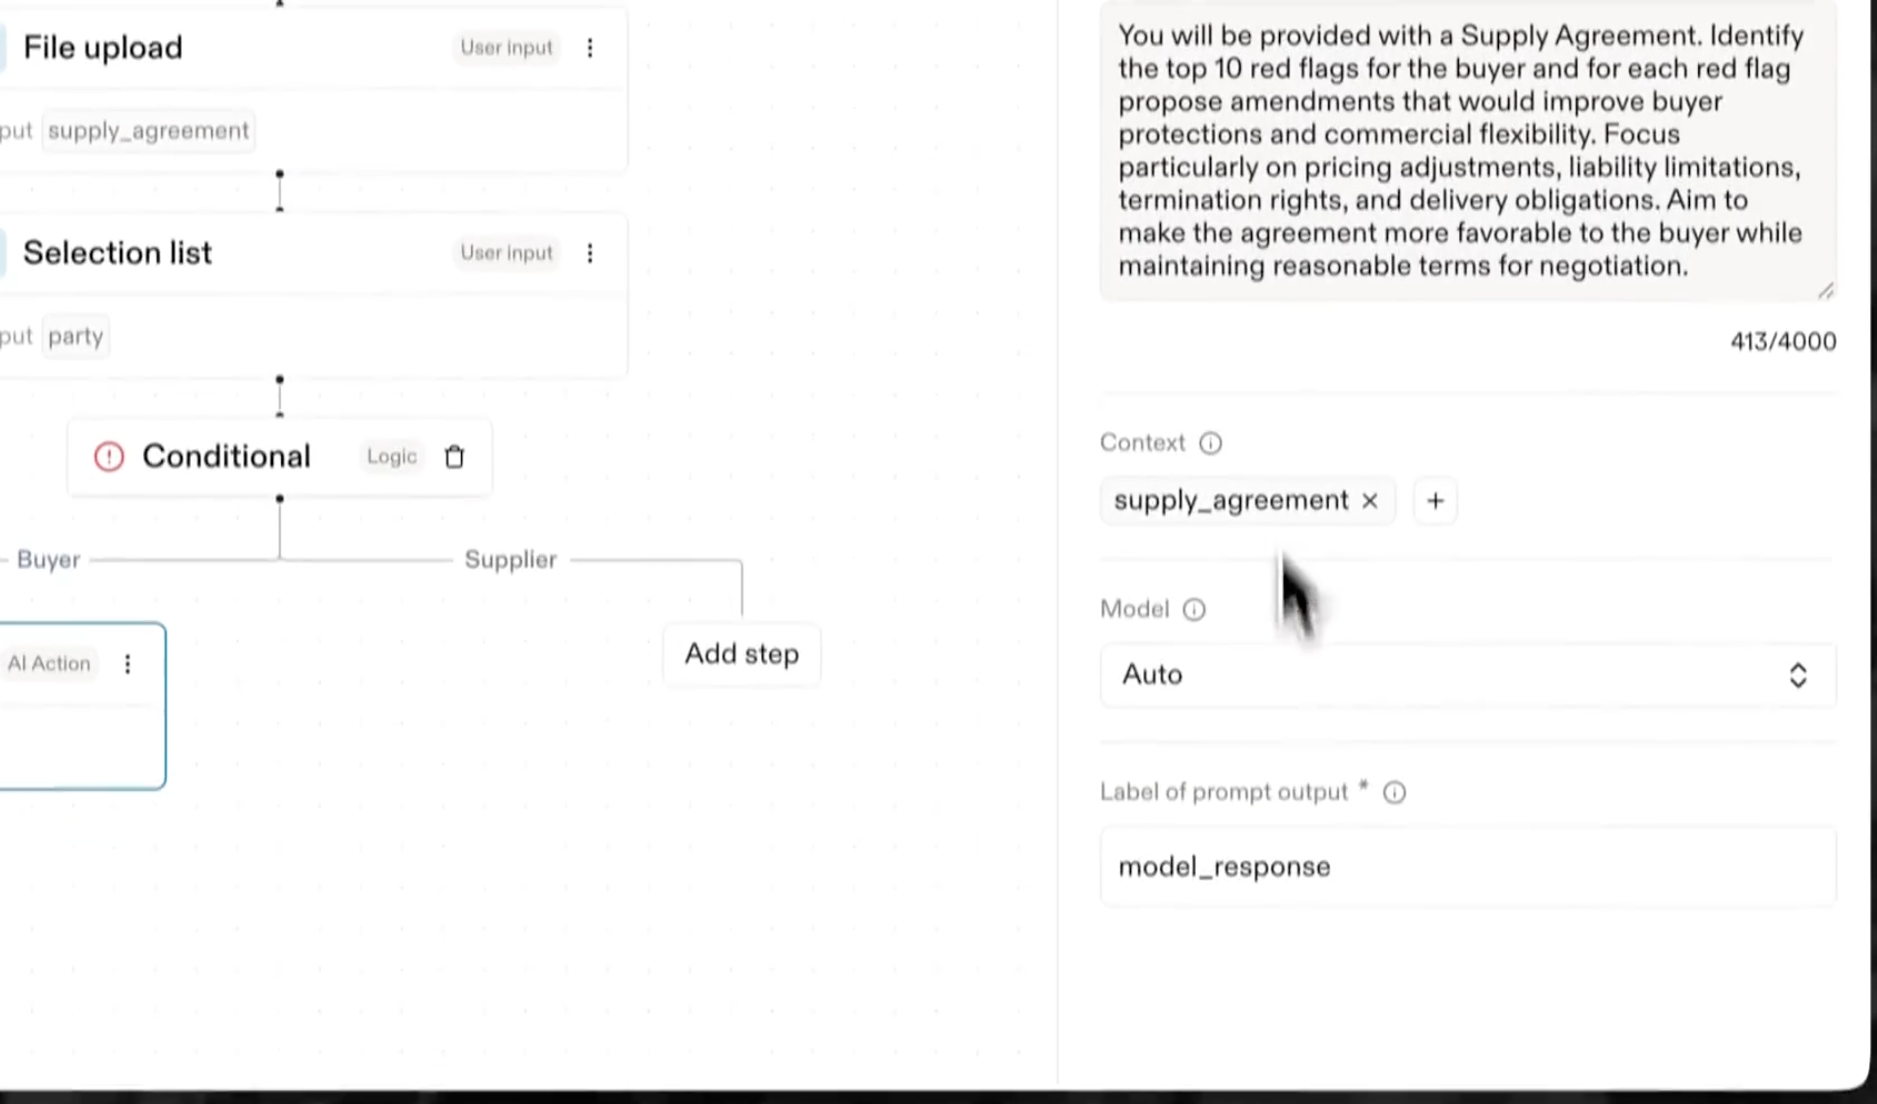 File upload
User input
put supply_agreement
Selection list
User input
put party
Conditional
Logic
Buyer
Supplier
AI Action
Add step
You will be provided with a Supply Agreement. Identify
the top 10 red flags for the buyer and for each red flag
propose amendments that would improve buyer
protections and commercial flexibility. Focus
particularly on pricing adjustments, liability limitations,
termination rights, and delivery obligations. Aim to
make the agreement more favorable to the buyer while
maintaining reasonable terms for negotiation.
413/4000
Context
supply_agreement ×
+
Model
Auto
Label of prompt output *
model_response